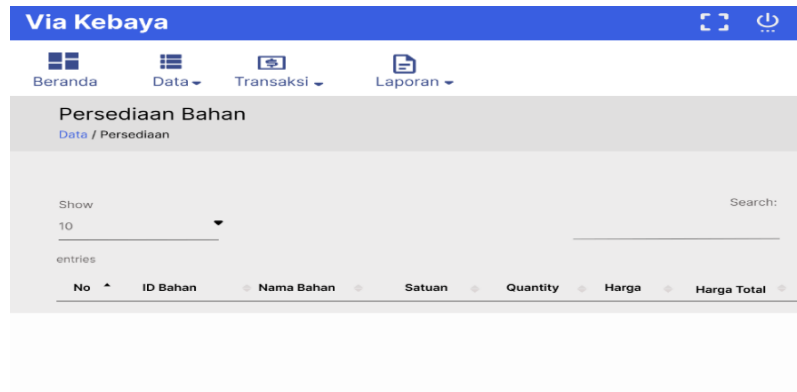 Via Kebaya
Beranda Data Transaksi Laporan
Persediaan Bahan
Data / Persediaan
Show Search:
10
entries
No ID Bahan Nama Bahan Satuan Quantity Harga Harga Total